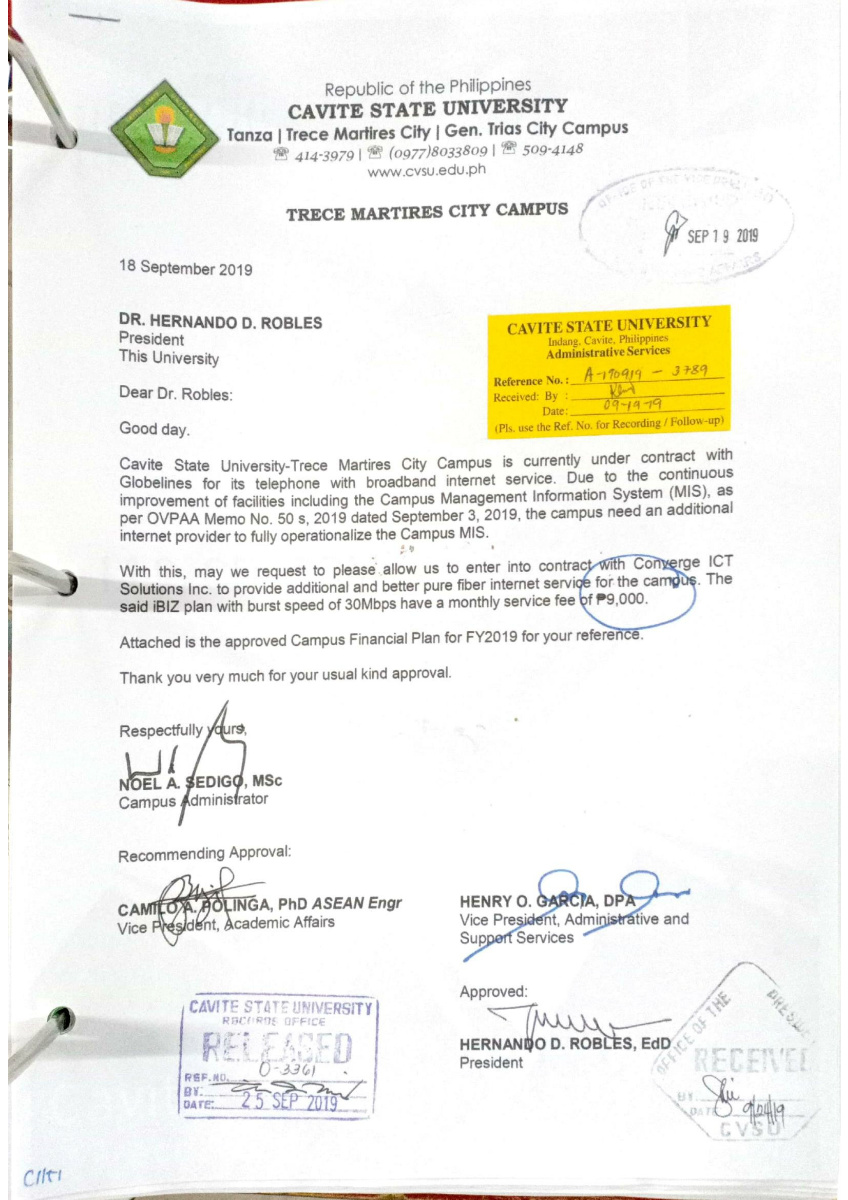 Republic of the Philippines
CAVITE STATE UNIVERSITY
Tanza | Trece Martires City | Gen. Trias City Campus
☏ 414-3979 | ☏ (0977)8033809 | ☏ 509-4148
www.cvsu.edu.ph
TRECE MARTIRES CITY CAMPUS
OFFICE OF THE VICE PRESIDENT
SEP 19 2019
18 September 2019
DR. HERNANDO D. ROBLES
President
This University
CAVITE STATE UNIVERSITY
Indang, Cavite, Philippines
Administrative Services
Reference No.: A-190919 - 3789
Received: By :
Date: 09-19-19
(Pls. use the Ref. No. for Recording / Follow-up)
Dear Dr. Robles:
Good day.
Cavite State University-Trece Martires City Campus is currently under contract with
Globelines for its telephone with broadband internet service. Due to the continuous
improvement of facilities including the Campus Management Information System (MIS), as
per OVPAA Memo No. 50 s, 2019 dated September 3, 2019, the campus need an additional
internet provider to fully operationalize the Campus MIS.
With this, may we request to please allow us to enter into contract with Converge ICT
Solutions Inc. to provide additional and better pure fiber internet service for the campus. The
said iBIZ plan with burst speed of 30Mbps have a monthly service fee of ₱9,000.
Attached is the approved Campus Financial Plan for FY2019 for your reference.
Thank you very much for your usual kind approval.
Respectfully yours,
NOEL A. SEDIGO, MSc
Campus Administrator
Recommending Approval:
CAMILO A. POLINGA, PhD ASEAN Engr
Vice President, Academic Affairs
HENRY O. GARCIA, DPA
Vice President, Administrative and
Support Services
Approved:
HERNANDO D. ROBLES, EdD
President
CAVITE STATE UNIVERSITY
RECORDS OFFICE
RELEASED
REF. NO. 0-3361
BY:
DATE: 25 SEP 2019
OFFICE OF THE
RECEIVED
BY
DATE 9/24/19
CVSU